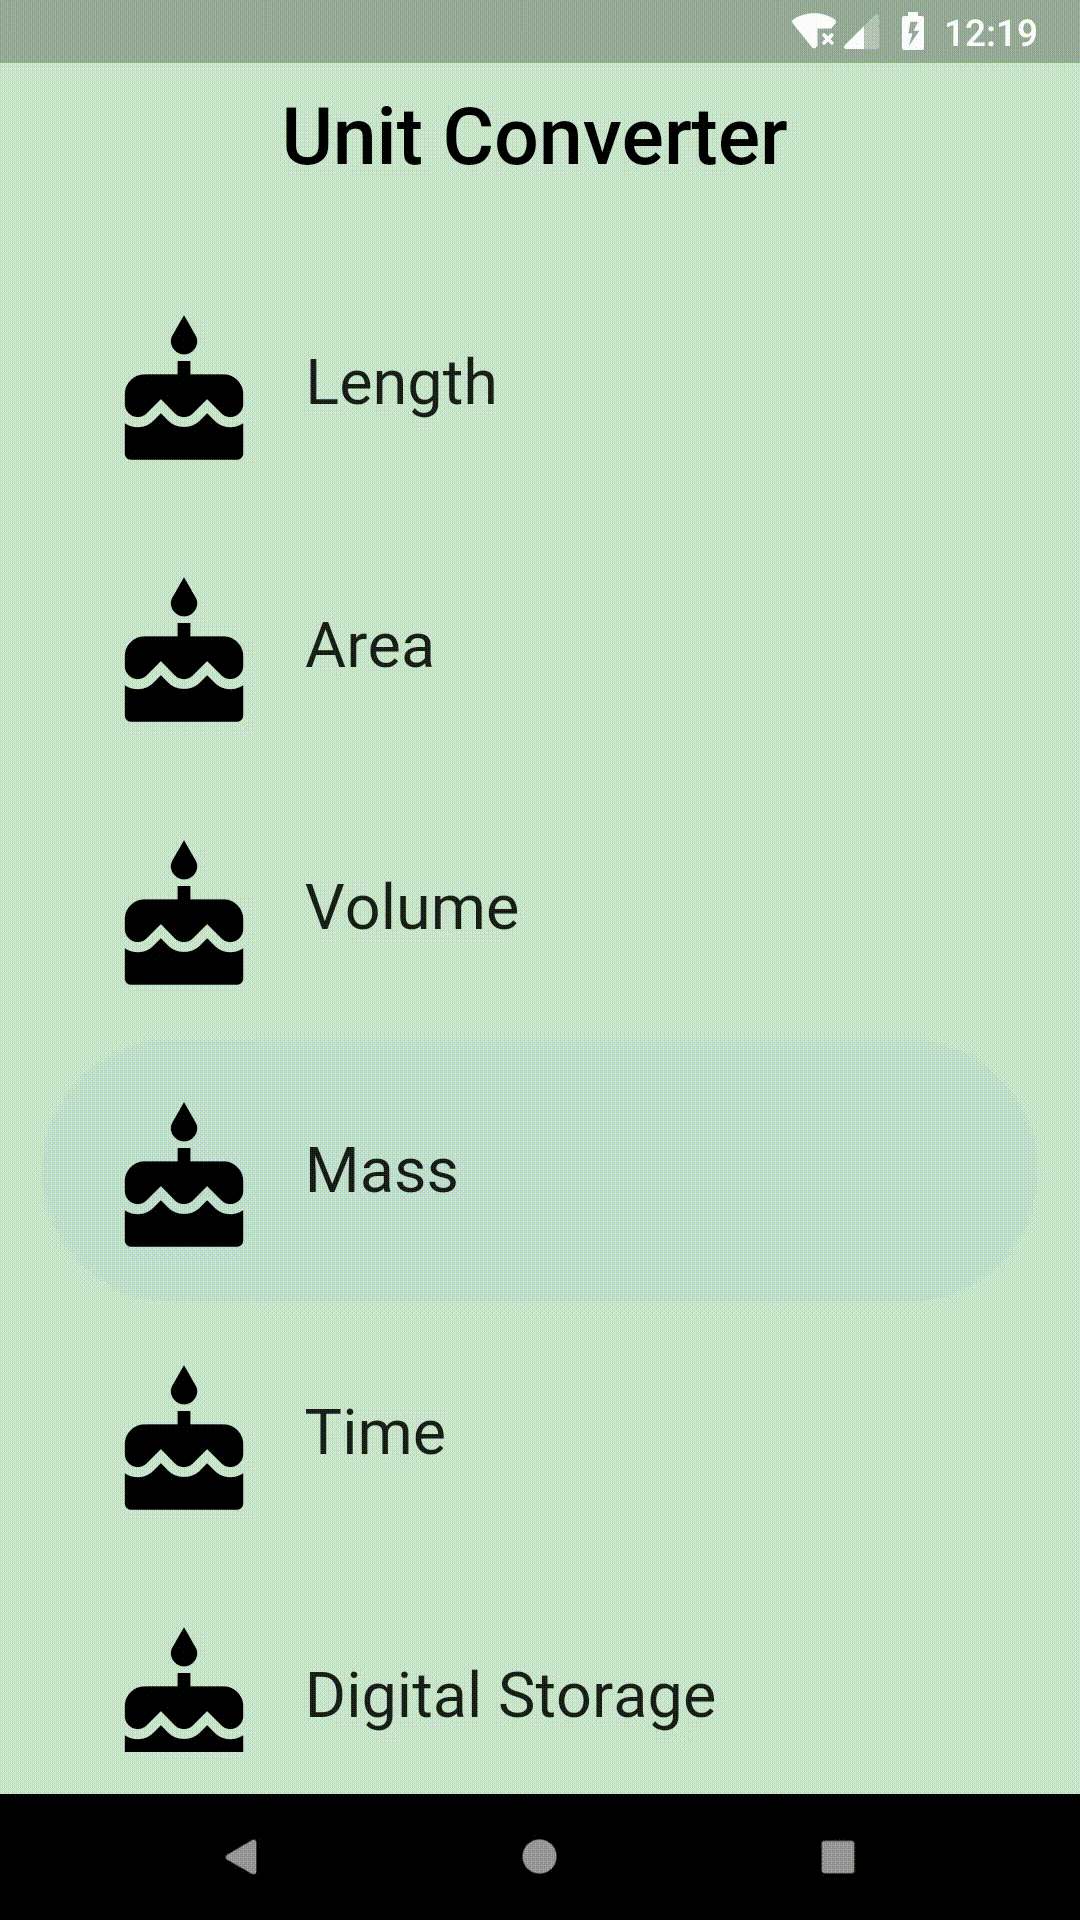 12:19
Unit Converter
Length
Area
Volume
Mass
Time
Digital Storage